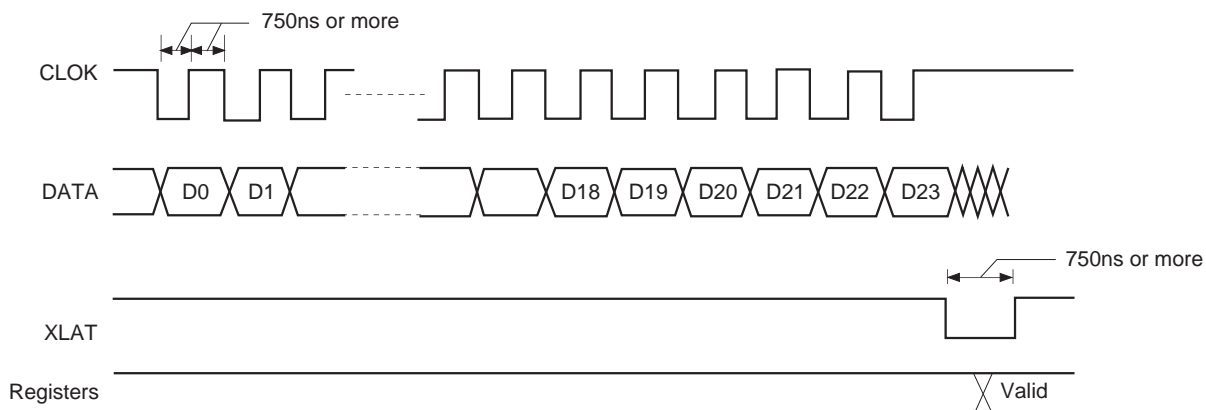 750ns or more
CLOK
DATA
D0 D1 D18 D19 D20 D21 D22 D23
750ns or more
XLAT
Registers
Valid